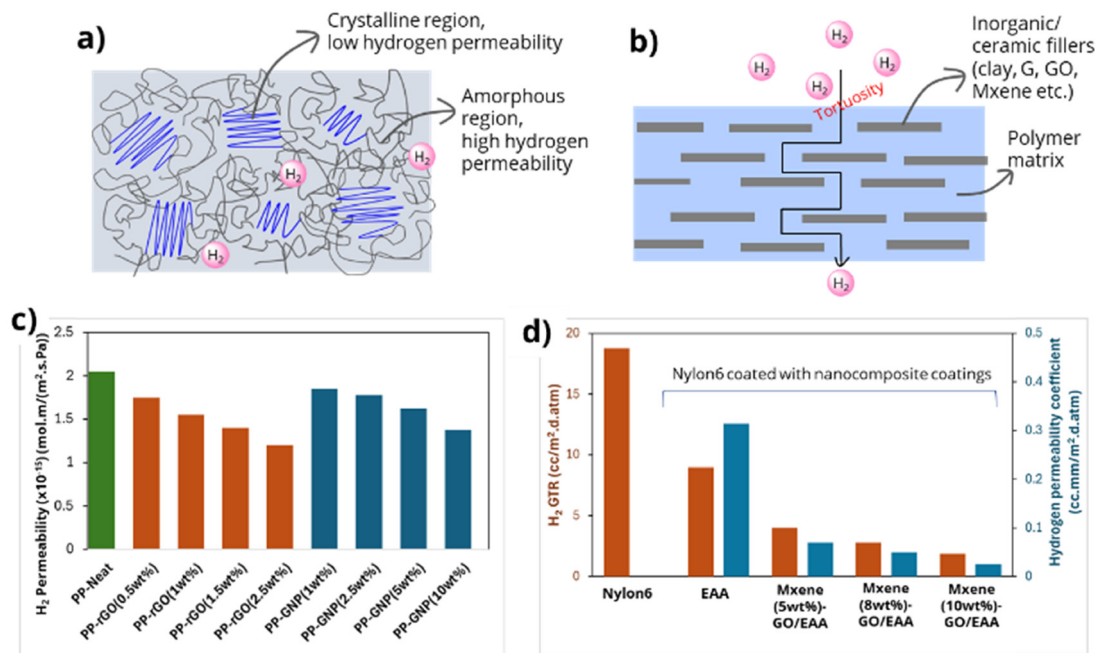 a)
Crystalline region,
low hydrogen permeability
Amorphous
region,
high hydrogen
permeability
H₂
H₂
H₂
b)
H₂
H₂
H₂
H₂
Tortuosity
Inorganic/
ceramic fillers
(clay, G, GO,
Mxene etc.)
Polymer
matrix
H₂
c)
H₂ Permeability (x10⁻¹⁵) (mol.m/(m².s.Pa))
2.5
2
1.5
1
0.5
0
PP-Neat
PP-rGO(0.5wt%)
PP-rGO(1wt%)
PP-rGO(1.5wt%)
PP-rGO(2.5wt%)
PP-GNP(1wt%)
PP-GNP(2.5wt%)
PP-GNP(5wt%)
PP-GNP(10wt%)
d)
H₂ GTR (cc/m².d.atm)
20
15
10
5
0
Nylon6 coated with nanocomposite coatings
0.5
0.4
0.3
0.2
0.1
0
Hydrogen permeability coefficient
(cc.mm/m².d.atm)
Nylon6
EAA
Mxene
(5wt%)-
GO/EAA
Mxene
(8wt%)-
GO/EAA
Mxene
(10wt%)-
GO/EAA